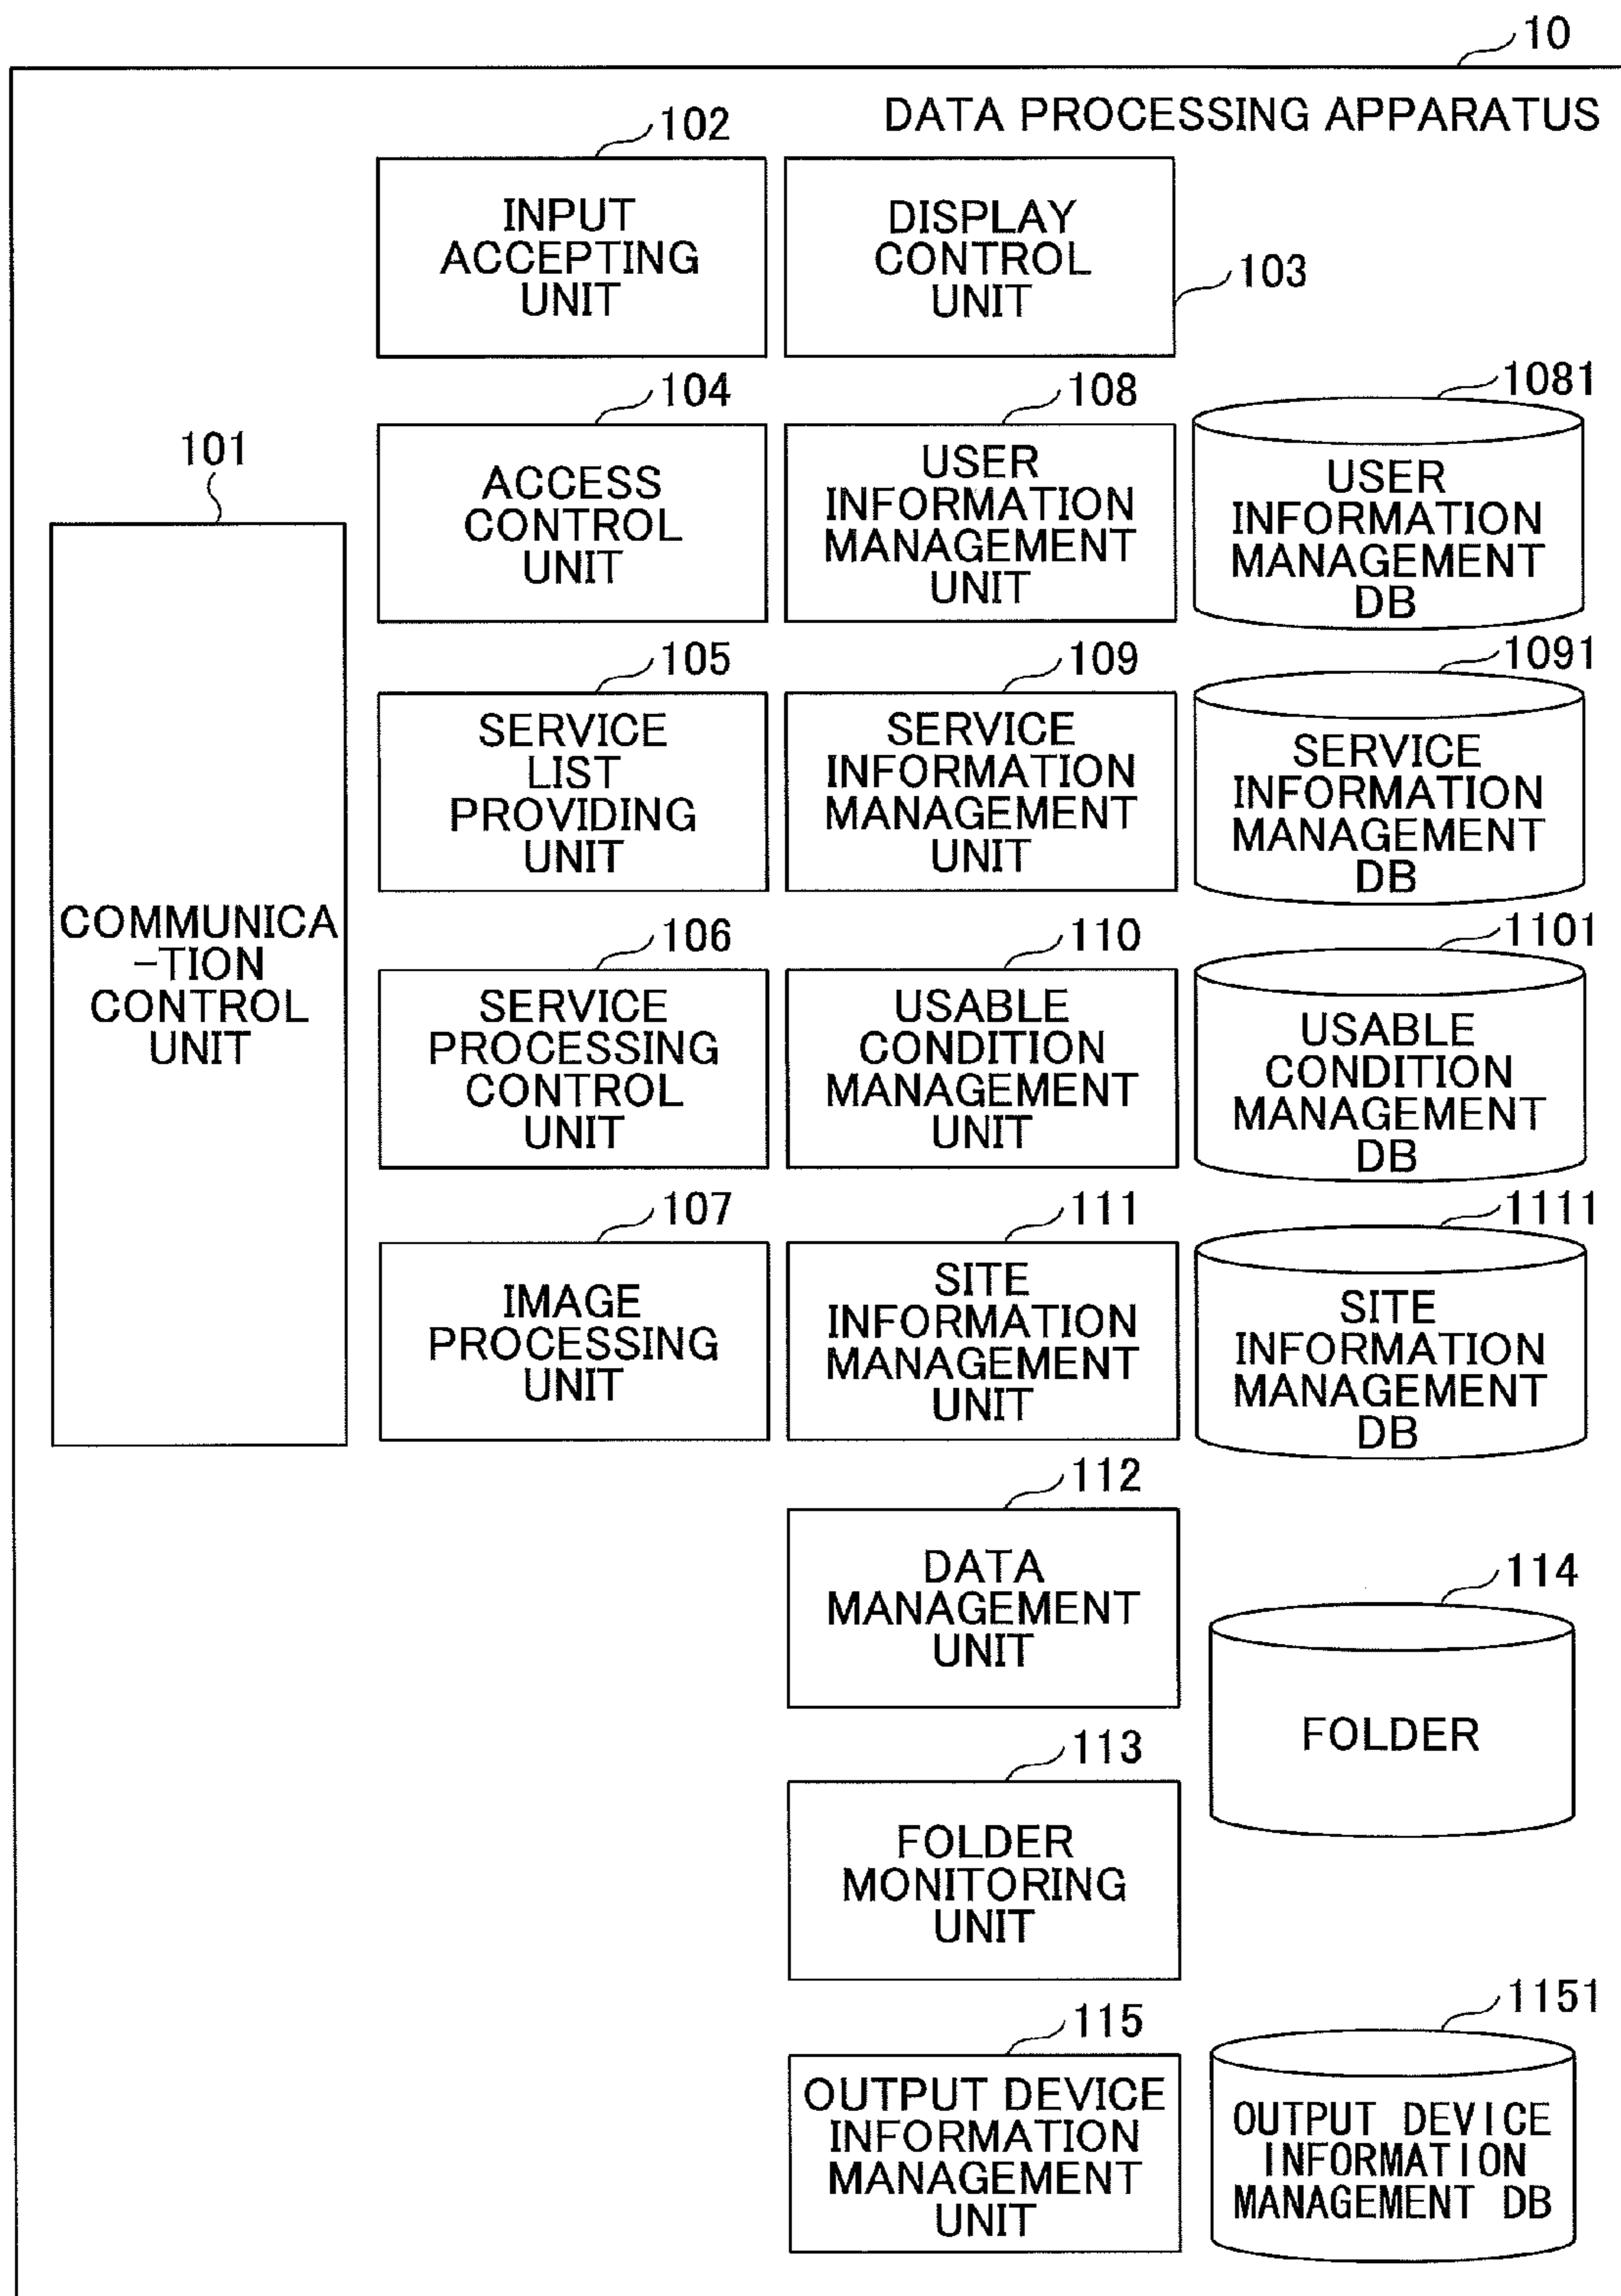 10
DATA PROCESSING APPARATUS
102
INPUT
ACCEPTING
UNIT
DISPLAY
CONTROL
UNIT
103
101
COMMUNICA
-TION
CONTROL
UNIT
104
ACCESS
CONTROL
UNIT
108
USER
INFORMATION
MANAGEMENT
UNIT
1081
USER
INFORMATION
MANAGEMENT
DB
105
SERVICE
LIST
PROVIDING
UNIT
109
SERVICE
INFORMATION
MANAGEMENT
UNIT
1091
SERVICE
INFORMATION
MANAGEMENT
DB
106
SERVICE
PROCESSING
CONTROL
UNIT
110
USABLE
CONDITION
MANAGEMENT
UNIT
1101
USABLE
CONDITION
MANAGEMENT
DB
107
IMAGE
PROCESSING
UNIT
111
SITE
INFORMATION
MANAGEMENT
UNIT
1111
SITE
INFORMATION
MANAGEMENT
DB
112
DATA
MANAGEMENT
UNIT
114
FOLDER
113
FOLDER
MONITORING
UNIT
115
OUTPUT DEVICE
INFORMATION
MANAGEMENT
UNIT
1151
OUTPUT DEVICE
INFORMATION
MANAGEMENT DB